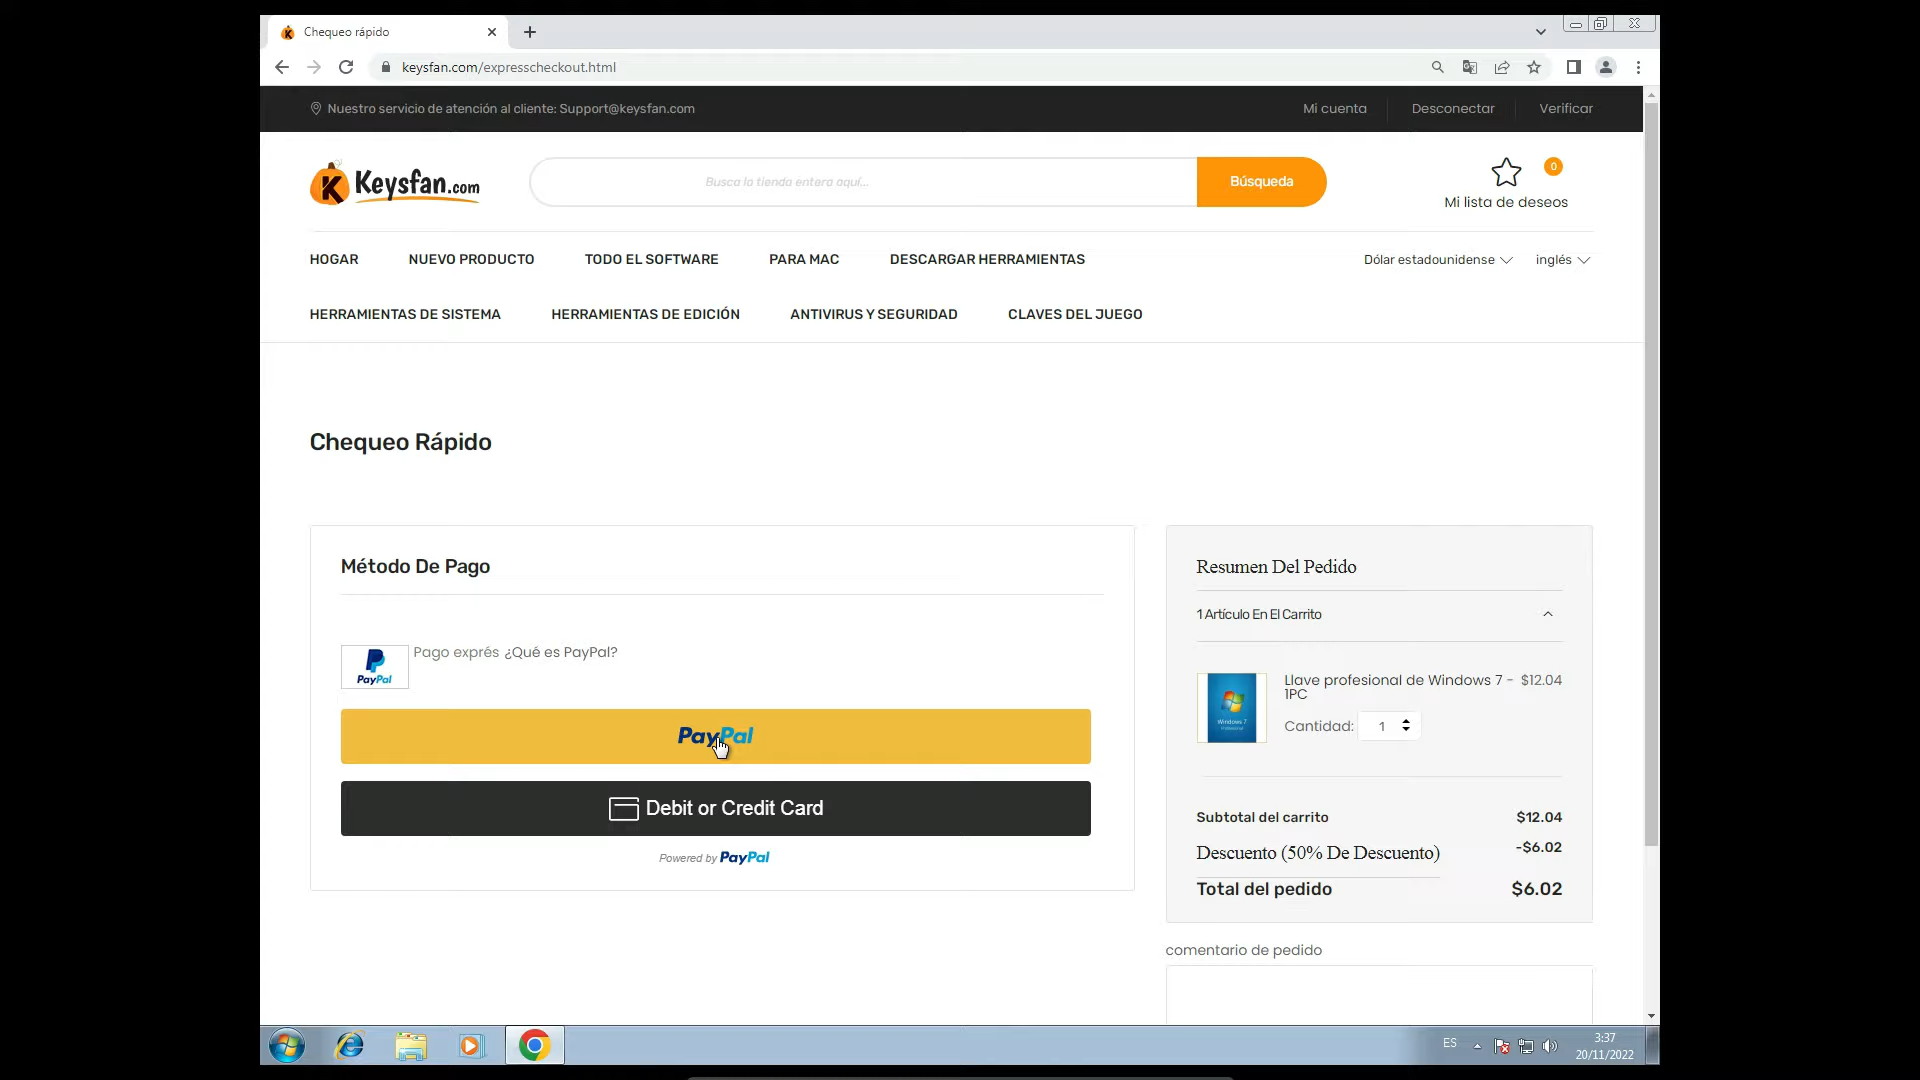 Chequeo rápido
keysfan.com/expresscheckout.html
Nuestro servicio de atención al cliente: Support@keysfan.com
Mi cuenta
Desconectar
Verificar
Keysfan.com
Busca la tienda entera aquí...
Búsqueda
0
Mi lista de deseos
HOGAR
NUEVO PRODUCTO
TODO EL SOFTWARE
PARA MAC
DESCARGAR HERRAMIENTAS
Dólar estadounidense
inglés
HERRAMIENTAS DE SISTEMA
HERRAMIENTAS DE EDICIÓN
ANTIVIRUS Y SEGURIDAD
CLAVES DEL JUEGO
Chequeo Rápido
Método De Pago
PayPal
Pago exprés ¿Qué es PayPal?
PayPal
Debit or Credit Card
Powered by PayPal
Resumen Del Pedido
1 Artículo En El Carrito
Windows 7
Llave profesional de Windows 7 -
1PC
$12.04
Cantidad: 1
Subtotal del carrito
$12.04
Descuento (50% De Descuento)
-$6.02
Total del pedido
$6.02
comentario de pedido
ES
3:37
20/11/2022